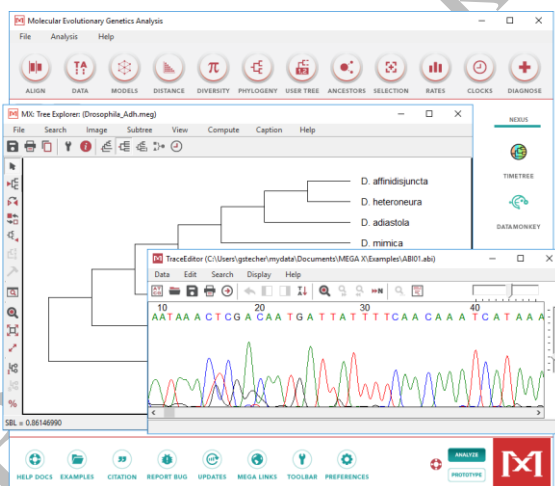 Molecular Evolutionary Genetics Analysis
File Analysis Help
ALIGN DATA MODELS DISTANCE DIVERSITY PHYLOGENY USER TREE ANCESTORS SELECTION RATES CLOCKS DIAGNOSE
MX: Tree Explorer: (Drosophila_Adh.meg)
File Search Image Subtree View Compute Caption Help
NEXUS
TIMETREE
DATAMONKEY
D. affinidisjuncta
D. heteroneura
D. adiastola
D. mimica
TraceEditor (C:\Users\gstecher\mydata\Documents\MEGA X\Examples\ABI01.abi)
Data Edit Search Display Help
10 20 30 40
AATAAACTCGACAATGATTATTTTCAACAAATCATAAA
SBL = 0.86146990
HELP DOCS EXAMPLES CITATION REPORT BUG UPDATES MEGA LINKS TOOLBAR PREFERENCES
ANALYZE
PROTOTYPE